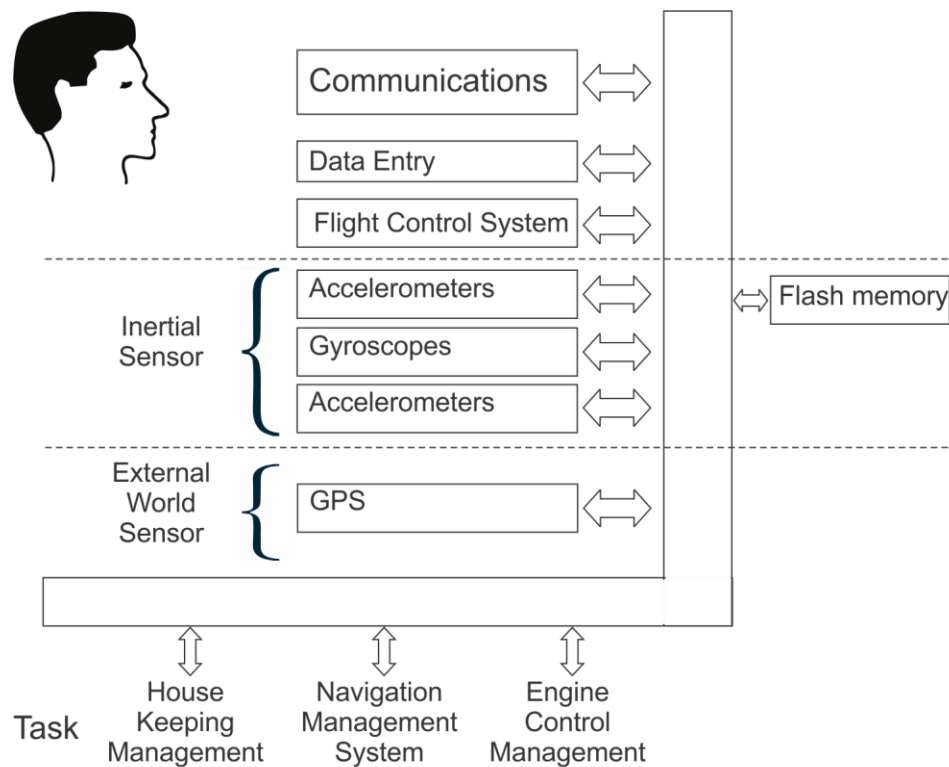 Communications
Data Entry
Flight Control System
Inertial
Sensor
Accelerometers
Gyroscopes
Accelerometers
Flash memory
External
World
Sensor
GPS
Task
House
Keeping
Management
Navigation
Management
System
Engine
Control
Management